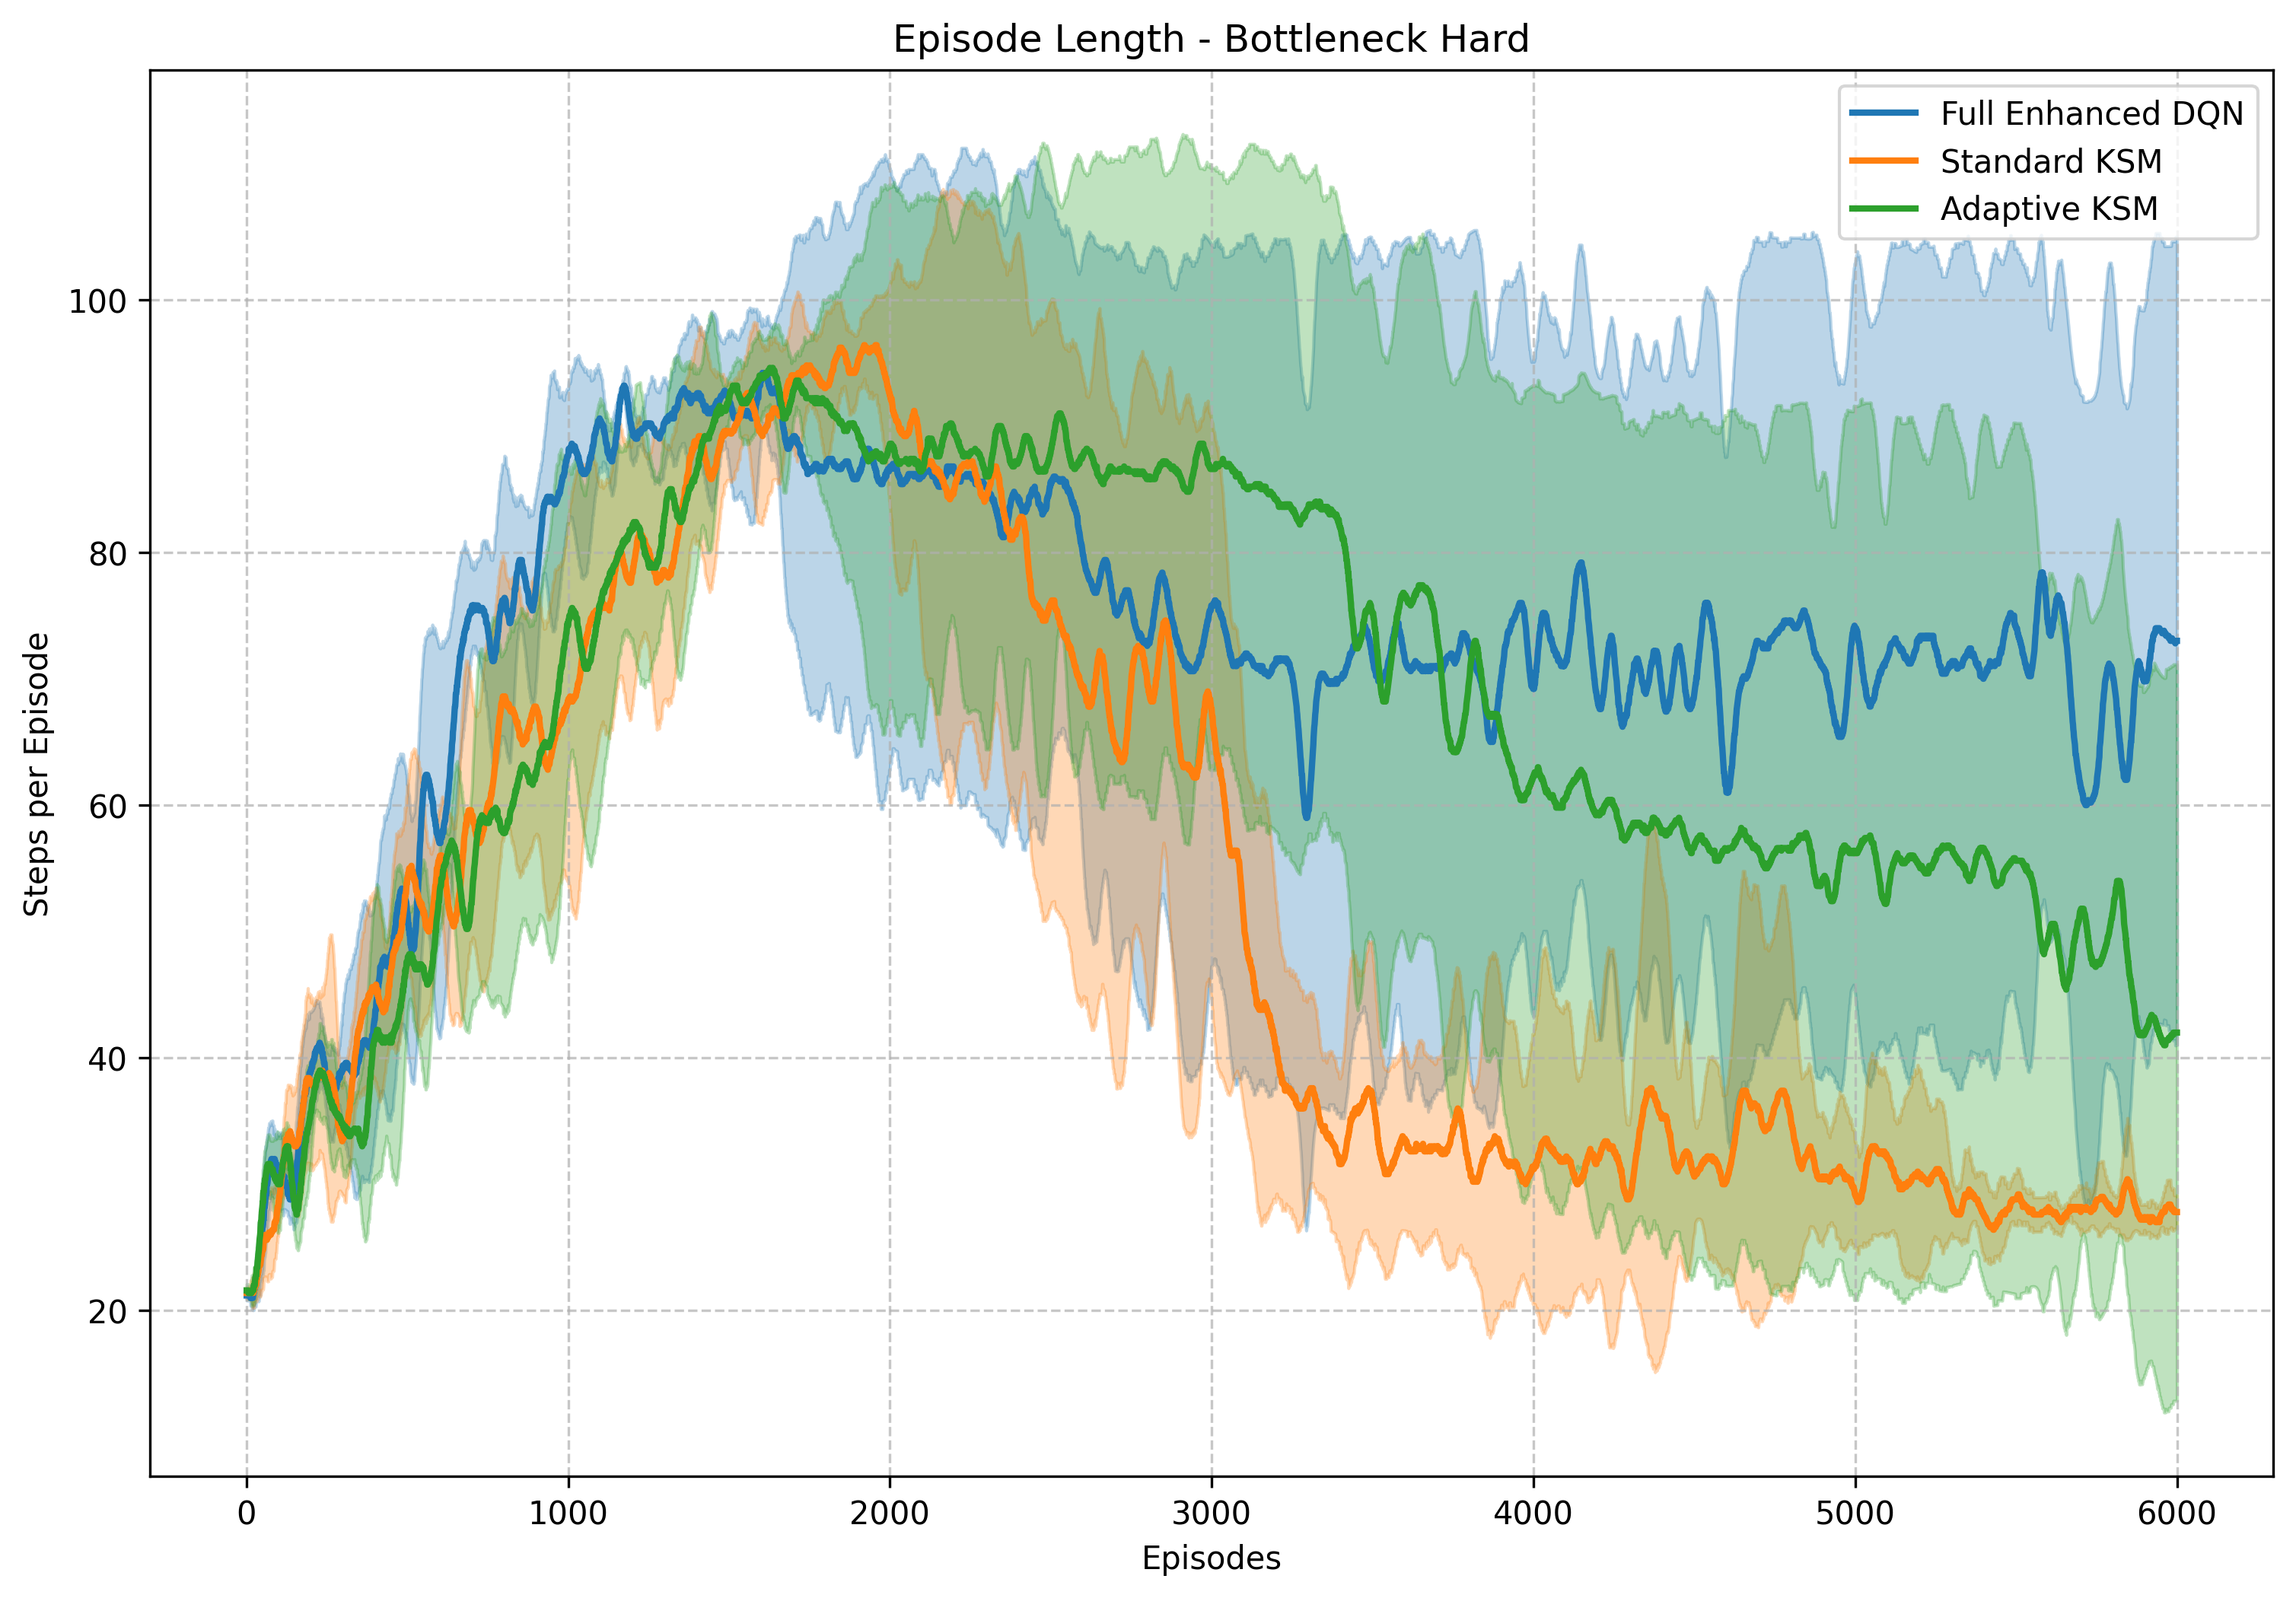 Episode Length - Bottleneck Hard
Full Enhanced DQN
Standard KSM
Adaptive KSM
Steps per Episode
100
80
60
40
20
0 1000 2000 3000 4000 5000 6000
Episodes